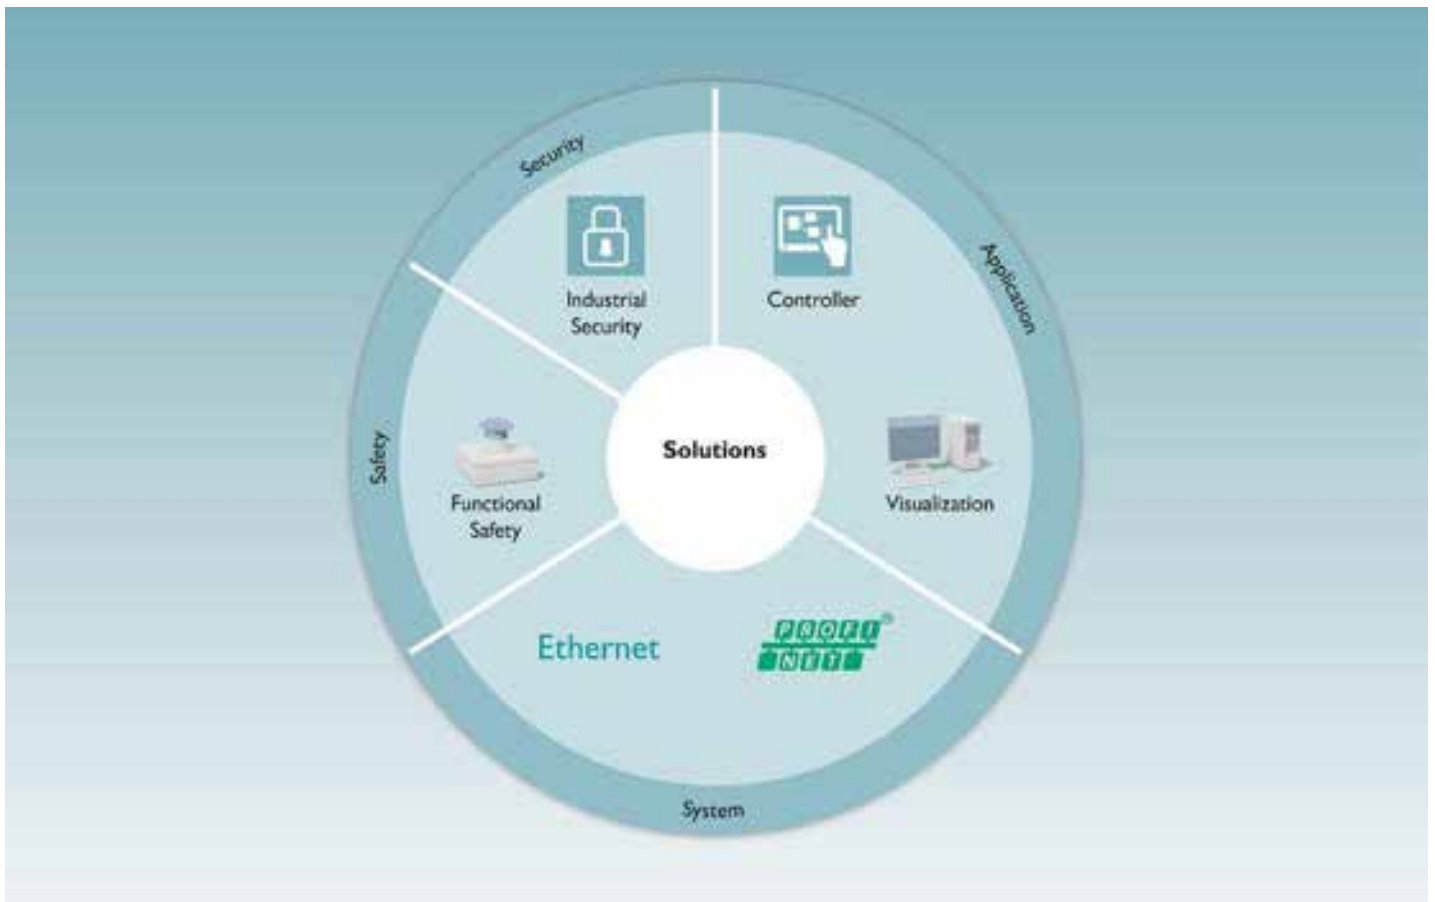 Security
Application
Industrial
Security
Controller
Safety
Solutions
Functional
Safety
Visualization
Ethernet
PROFI®
NET
System